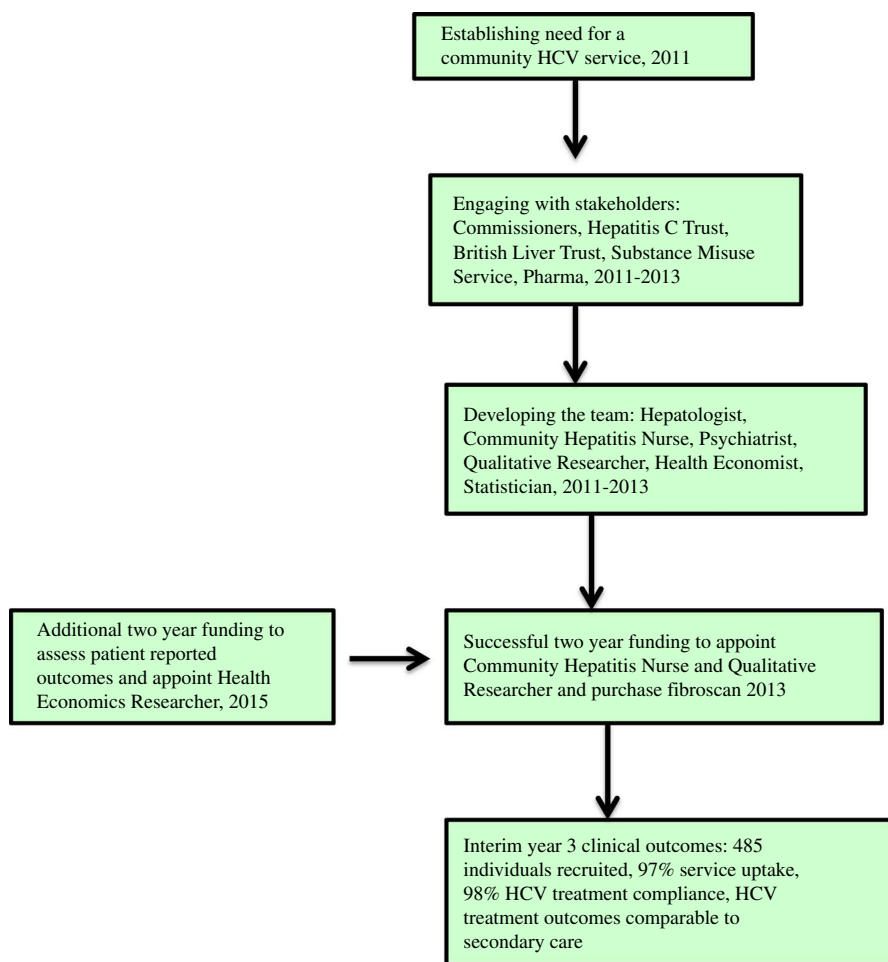 Establishing need for a
community HCV service, 2011
Engaging with stakeholders:
Commissioners, Hepatitis C Trust,
British Liver Trust, Substance Misuse
Service, Pharma, 2011-2013
Developing the team: Hepatologist,
Community Hepatitis Nurse, Psychiatrist,
Qualitative Researcher, Health Economist,
Statistician, 2011-2013
Additional two year funding to
assess patient reported
outcomes and appoint Health
Economics Researcher, 2015
Successful two year funding to appoint
Community Hepatitis Nurse and Qualitative
Researcher and purchase fibroscan 2013
Interim year 3 clinical outcomes: 485
individuals recruited, 97% service uptake,
98% HCV treatment compliance, HCV
treatment outcomes comparable to
secondary care